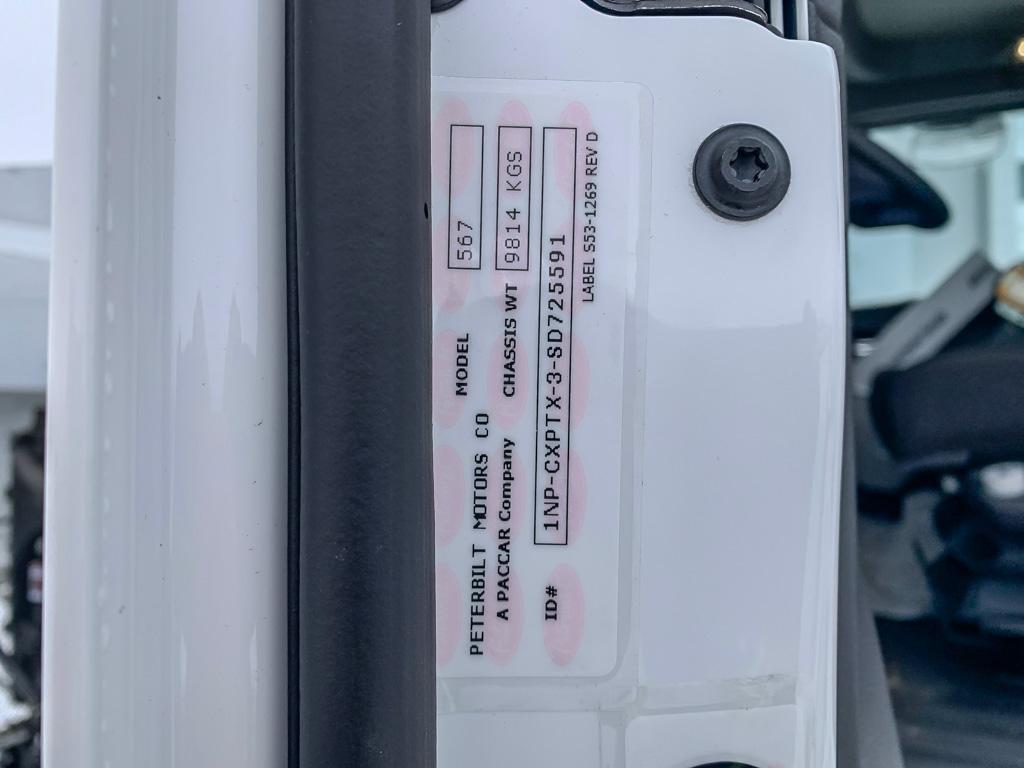 PETERBILT MOTORS CO MODEL 567
A PACCAR Company CHASSIS WT 9814 KGS
ID# 1NP-CXPTX-3-SD725591
LABEL S53-1269 REV D